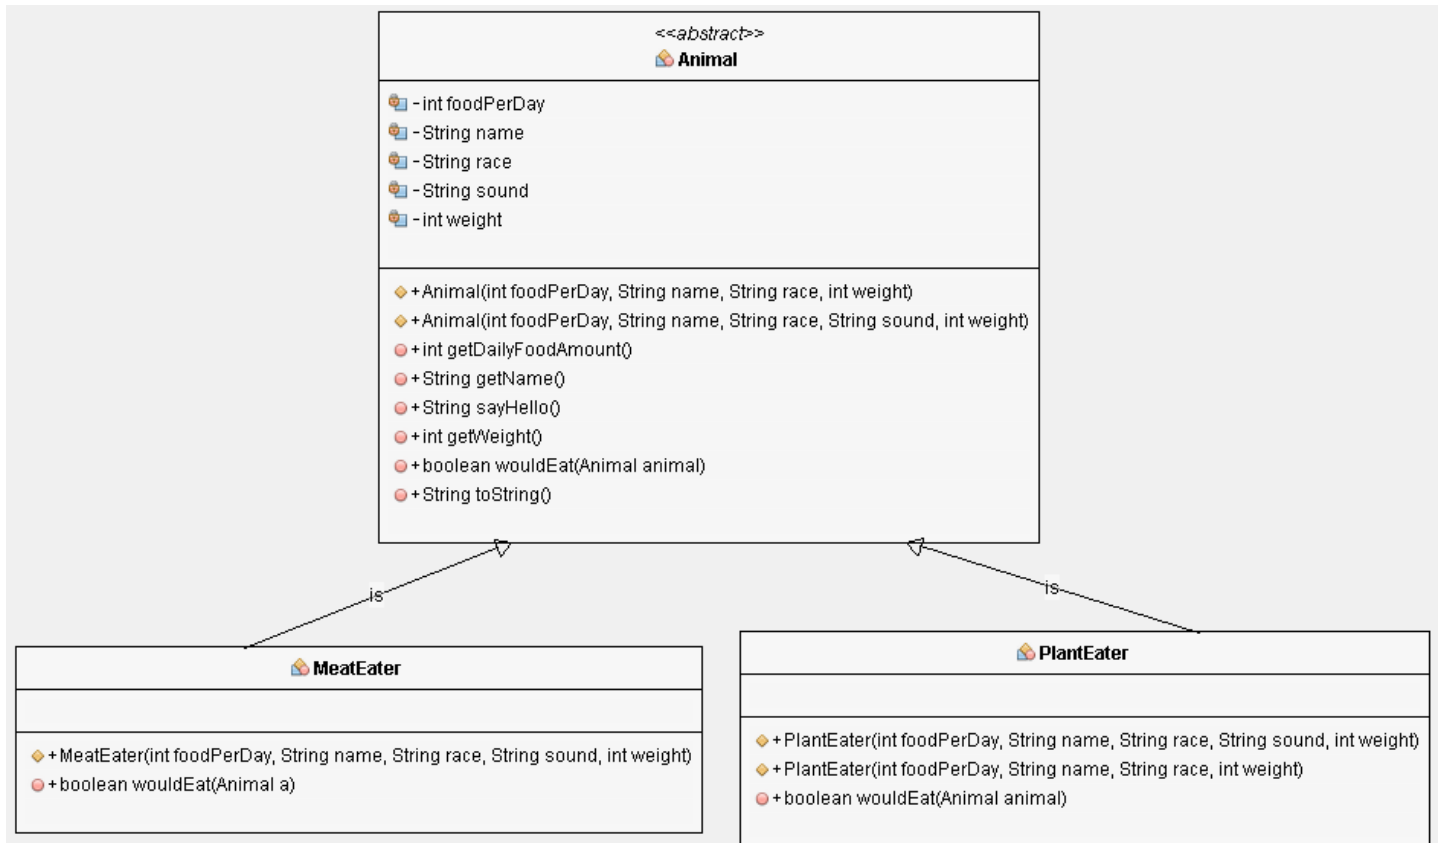 <<abstract>>
Animal
-int foodPerDay
-String name
-String race
-String sound
-int weight
+Animal(int foodPerDay, String name, String race, int weight)
+Animal(int foodPerDay, String name, String race, String sound, int weight)
+int getDailyFoodAmount()
+String getName()
+String sayHello()
+int getWeight()
+boolean wouldEat(Animal animal)
+String toString()
is
is
MeatEater
+MeatEater(int foodPerDay, String name, String race, String sound, int weight)
+boolean wouldEat(Animal a)
PlantEater
+PlantEater(int foodPerDay, String name, String race, String sound, int weight)
+PlantEater(int foodPerDay, String name, String race, int weight)
+boolean wouldEat(Animal animal)